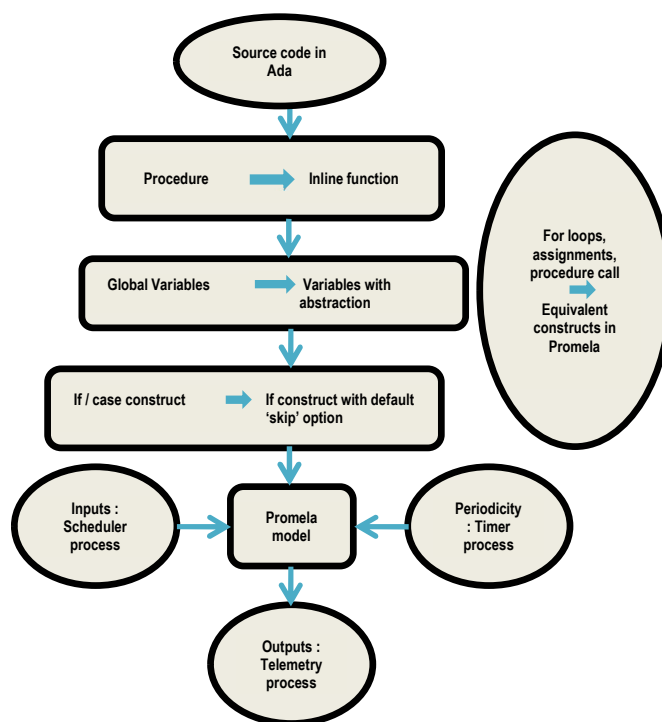 Source code in
Ada
Procedure Inline function
For loops,
assignments,
procedure call
Equivalent
constructs in
Promela
Global Variables Variables with
abstraction
If / case construct If construct with default
‘skip’ option
Inputs :
Scheduler
process
Promela
model
Periodicity
: Timer
process
Outputs :
Telemetry
process